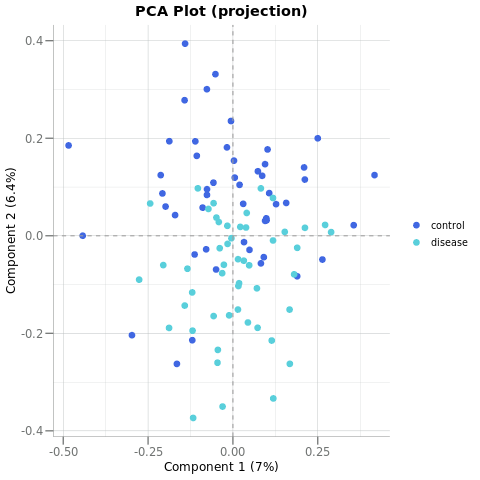 PCA Plot (projection)
0.4
0.2
0.0
-0.2
-0.4
-0.50
-0.25
0.00
0.25
Component 1 (7%)
Component 2 (6.4%)
control
disease